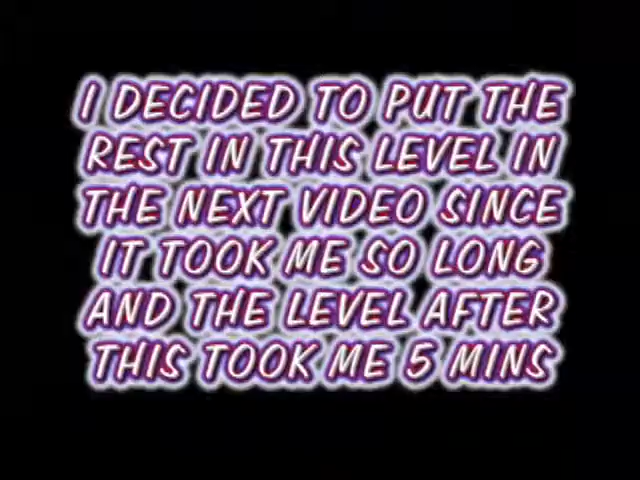 I DECIDED TO PUT THE
REST IN THIS LEVEL IN
THE NEXT VIDEO SINCE
IT TOOK ME SO LONG
AND THE LEVEL AFTER
THIS TOOK ME 5 MINS